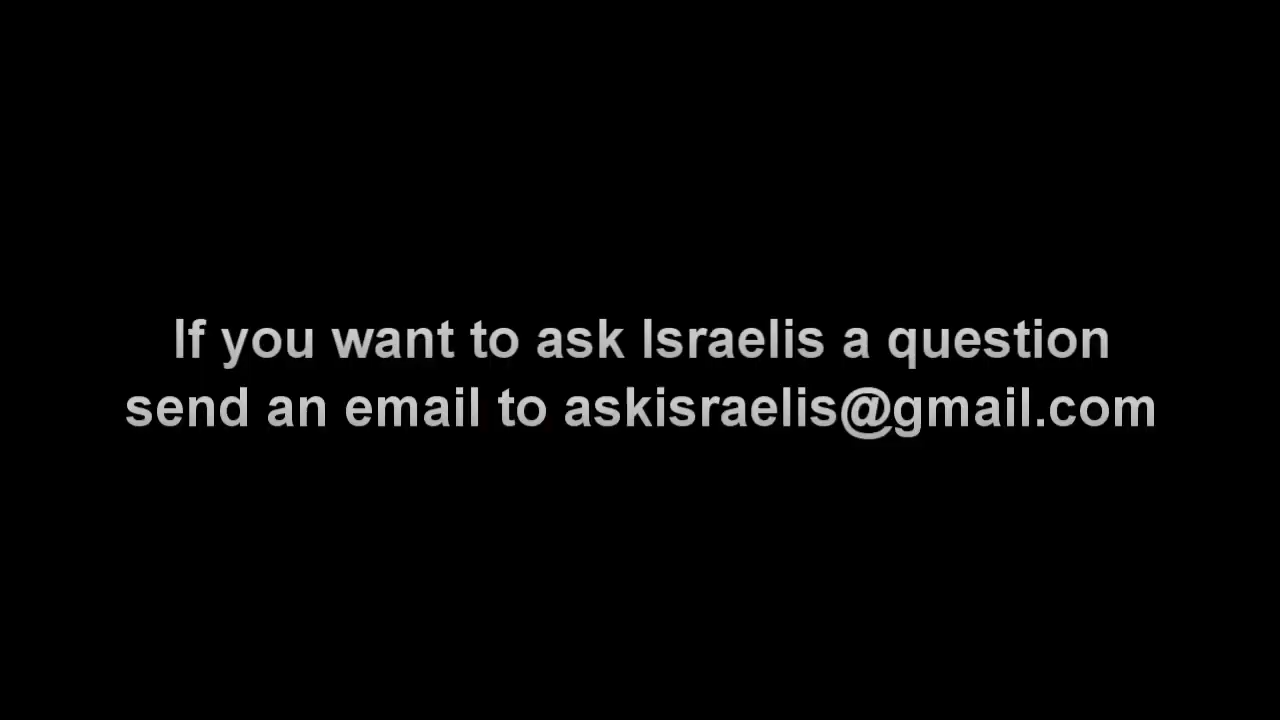 If you want to ask Israelis a question
send an email to askisraelis@gmail.com